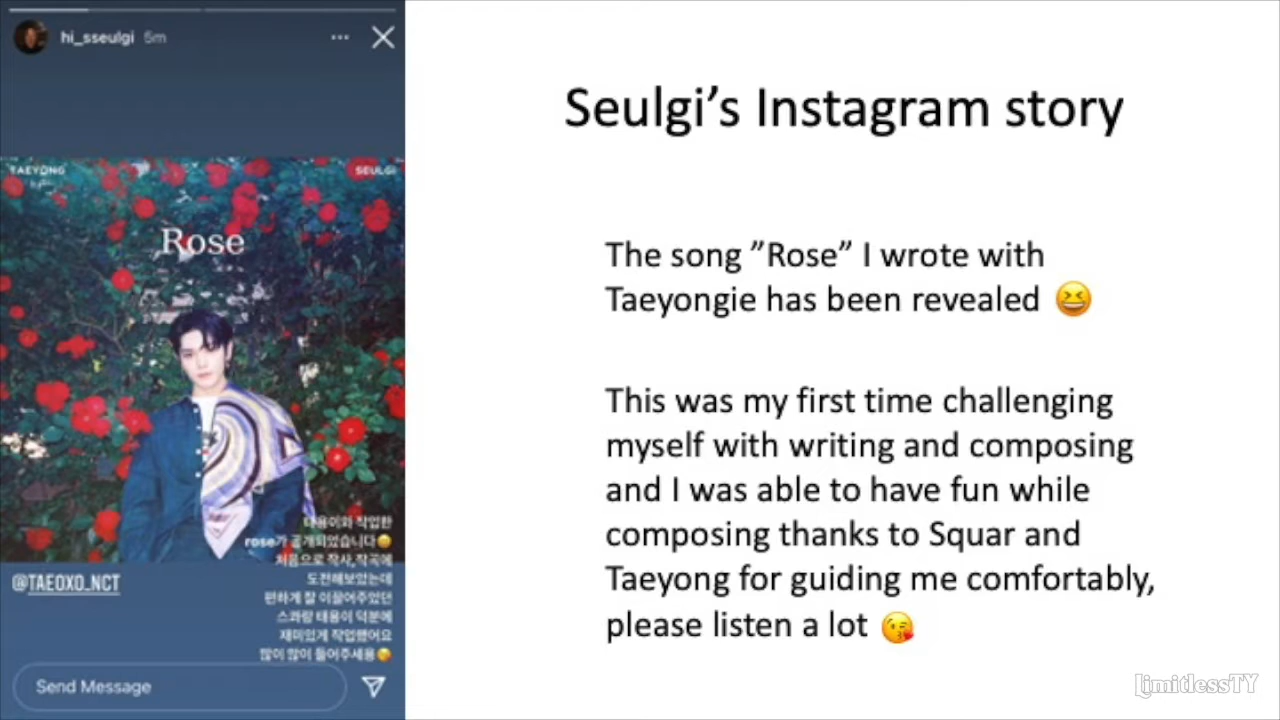 hi_sseulgi 5m
TAEYONG
SEULGI
Rose
태용이와 작업한
rose가 공개되었습니다😆
처음으로 작사,작곡에
도전해보았는데
편하게 잘 이끌어주었던
스콰랑 태용이 덕분에
재미있게 작업했어요
많이 많이 들어주세용😘
@TAEOXO_NCT
Send Message
Seulgi’s Instagram story
The song ”Rose” I wrote with
Taeyongie has been revealed 😆
This was my first time challenging
myself with writing and composing
and I was able to have fun while
composing thanks to Squar and
Taeyong for guiding me comfortably,
please listen a lot 😘
LimitlessTY